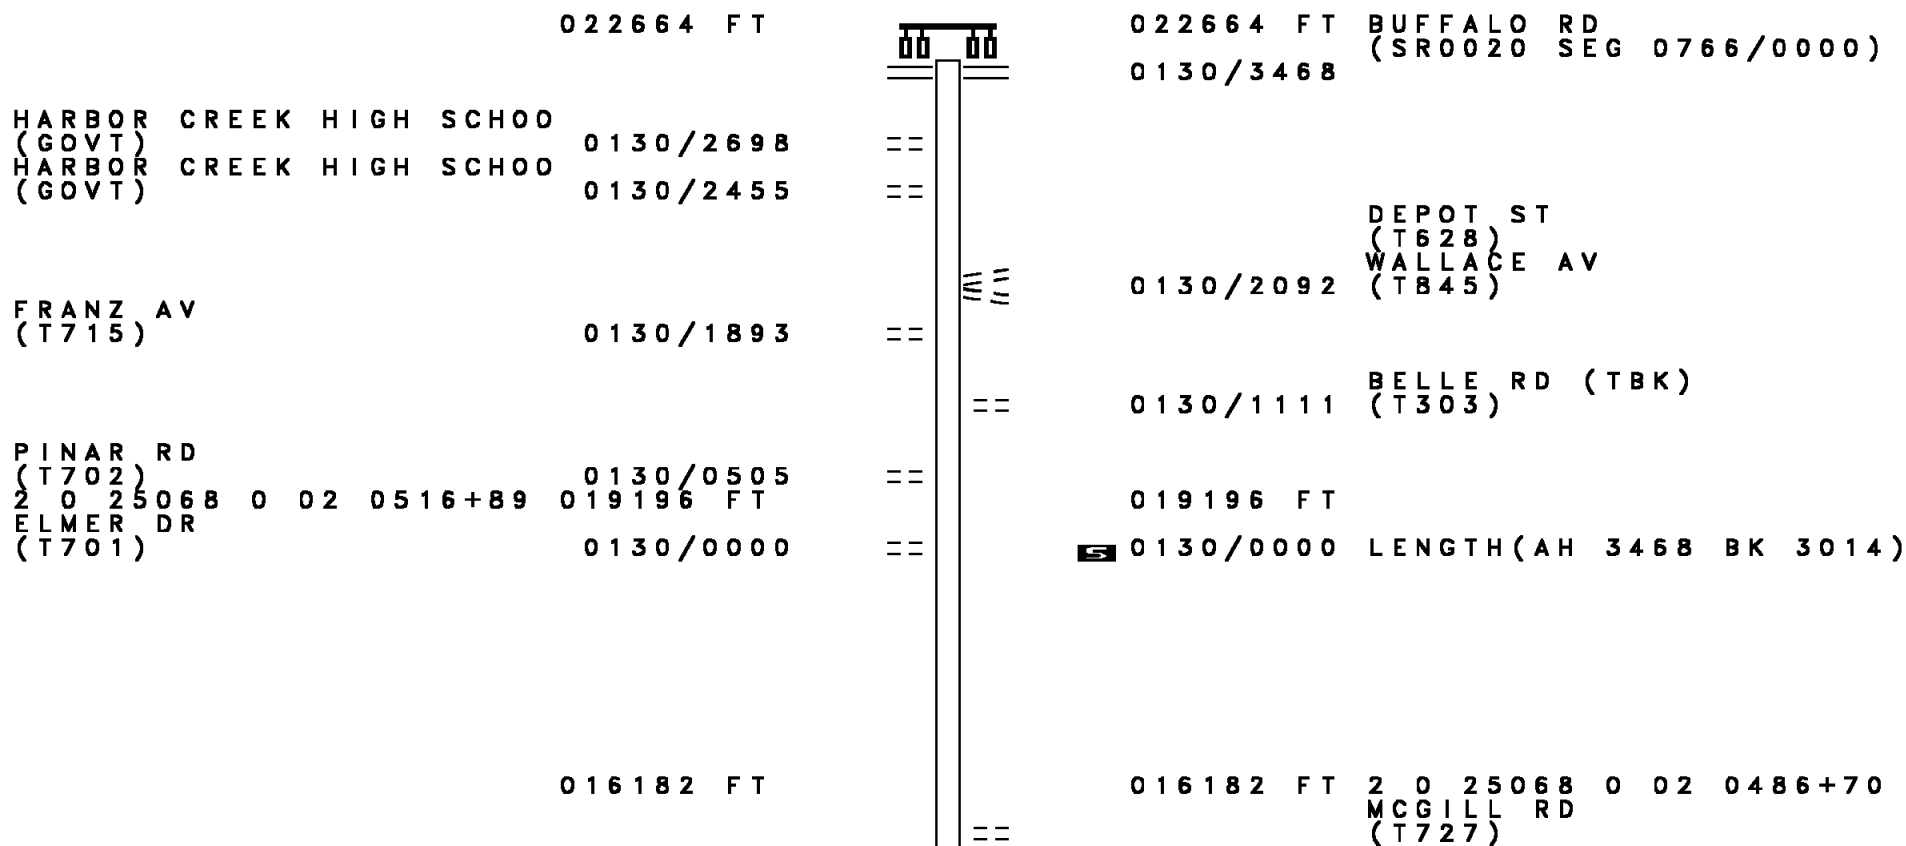 022664 FT 022664 FT BUFFALO RD
(SR0020 SEG 0766/0000)
0130/3468
HARBOR CREEK HIGH SCHOO
(GOVT) 0130/2698
HARBOR CREEK HIGH SCHOO
(GOVT) 0130/2455
DEPOT ST
(T628)
WALLACE AV
0130/2092 (T845)
FRANZ AV
(T715) 0130/1893
BELLE RD (TBK)
0130/1111 (T303)
PINAR RD
(T702) 0130/0505
2 0 25068 0 02 0516+89 019196 FT 019196 FT
ELMER DR
(T701) 0130/0000 S 0130/0000 LENGTH(AH 3468 BK 3014)
016182 FT 016182 FT 2 0 25068 0 02 0486+70
MCGILL RD
(T727)